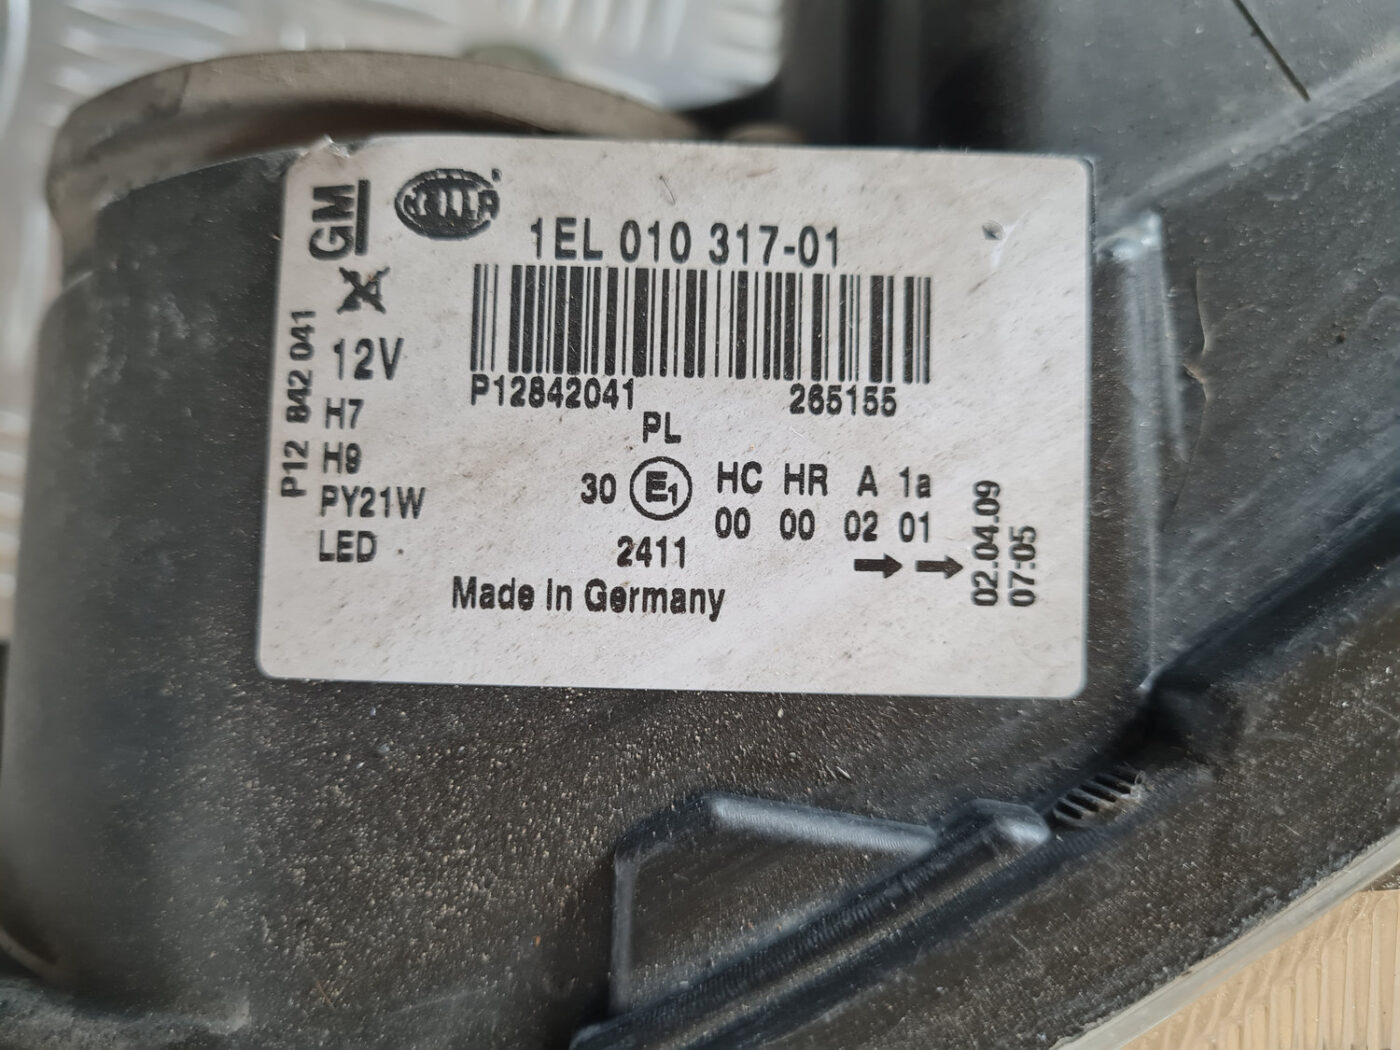 GM
HELLA
1EL 010 317-01
P12 842 041
12V
H7
H9
PY21W
LED
P12842041 265155
PL
30 E1 HC HR A 1a
00 00 02 01
2411
Made in Germany
02.04.09
07:05